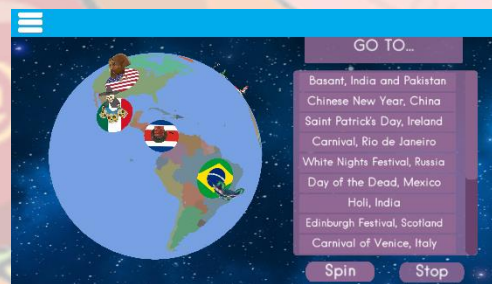 GO TO...
Basant, India and Pakistan
Chinese New Year, China
Saint Patrick's Day, Ireland
Carnival, Rio de Janeiro
White Nights Festival, Russia
Day of the Dead, Mexico
Holi, India
Edinburgh Festival, Scotland
Carnival of Venice, Italy
Spin Stop